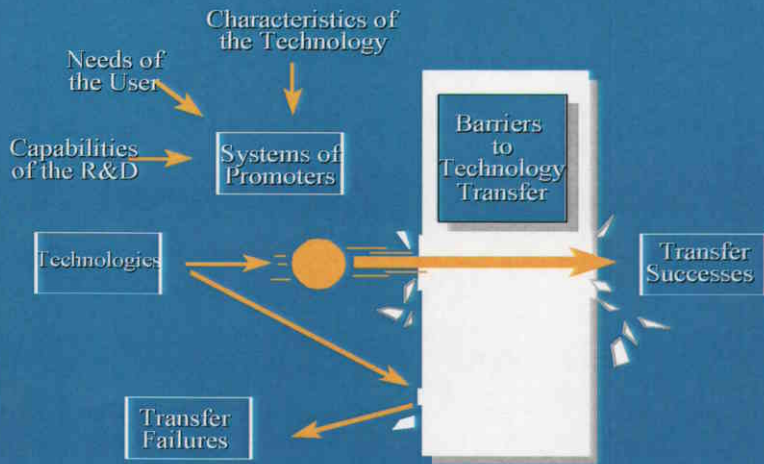 Characteristics of
the Technology
Needs of
the User
Capabilities
of the R&D
Systems of
Promoters
Barriers
to
Technology
Transfer
Technologies
Transfer
Successes
Transfer
Failures